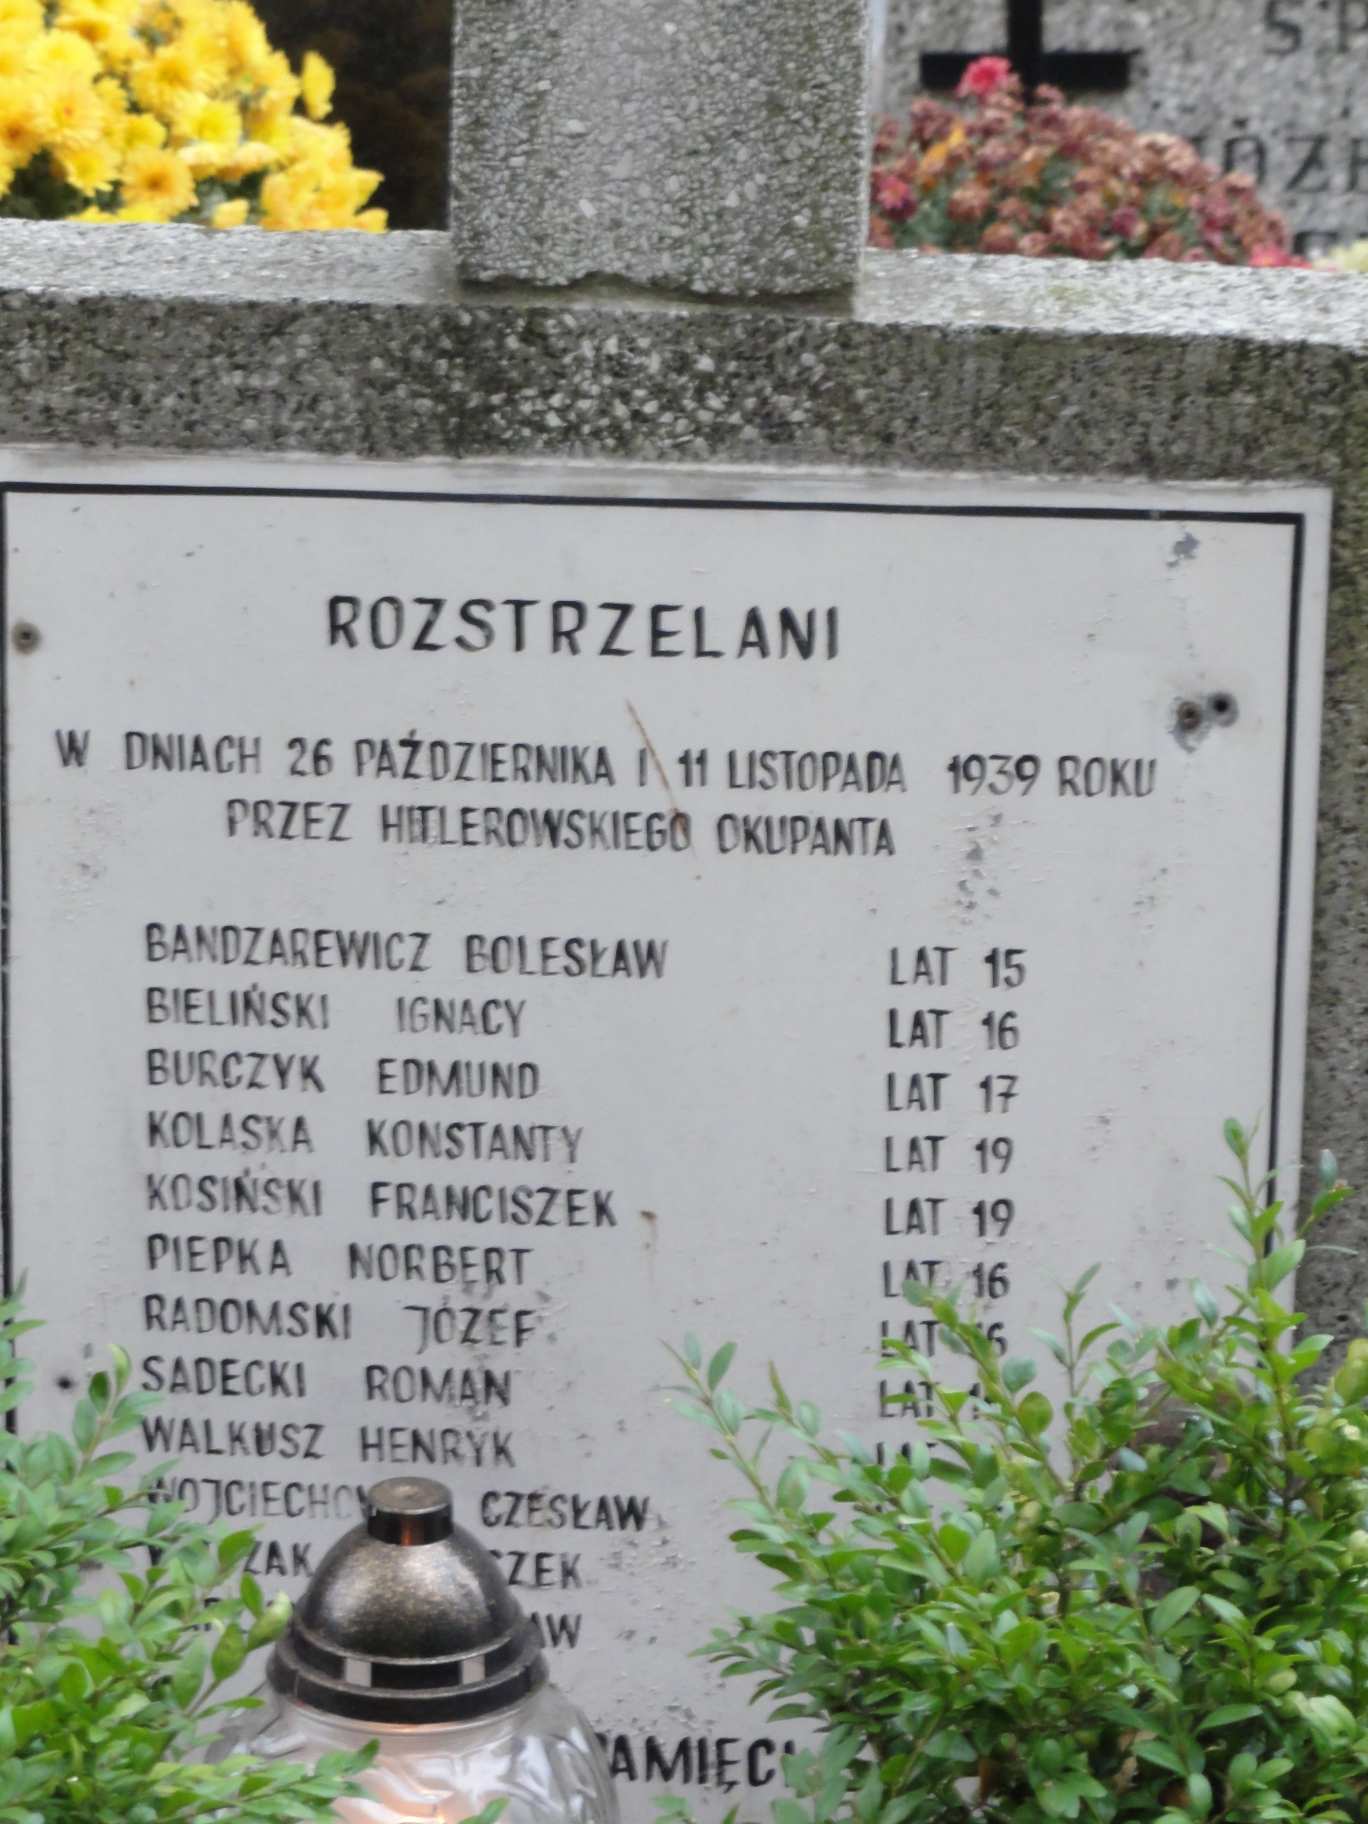 ROZSTRZELANI
W DNIACH 26 PAŹDZIERNIKA I 11 LISTOPADA 1939 ROKU
PRZEZ HITLEROWSKIEGO OKUPANTA
BANDZAREWICZ BOLESŁAW LAT 15
BIELIŃSKI IGNACY LAT 16
BURCZYK EDMUND LAT 17
KOLASKA KONSTANTY LAT 19
KOSIŃSKI FRANCISZEK LAT 19
PIEPKA NORBERT LAT 16
RADOMSKI JÓZEF LAT
SADECKI ROMAN LAT
WALKUSZ HENRYK
CZESŁAW